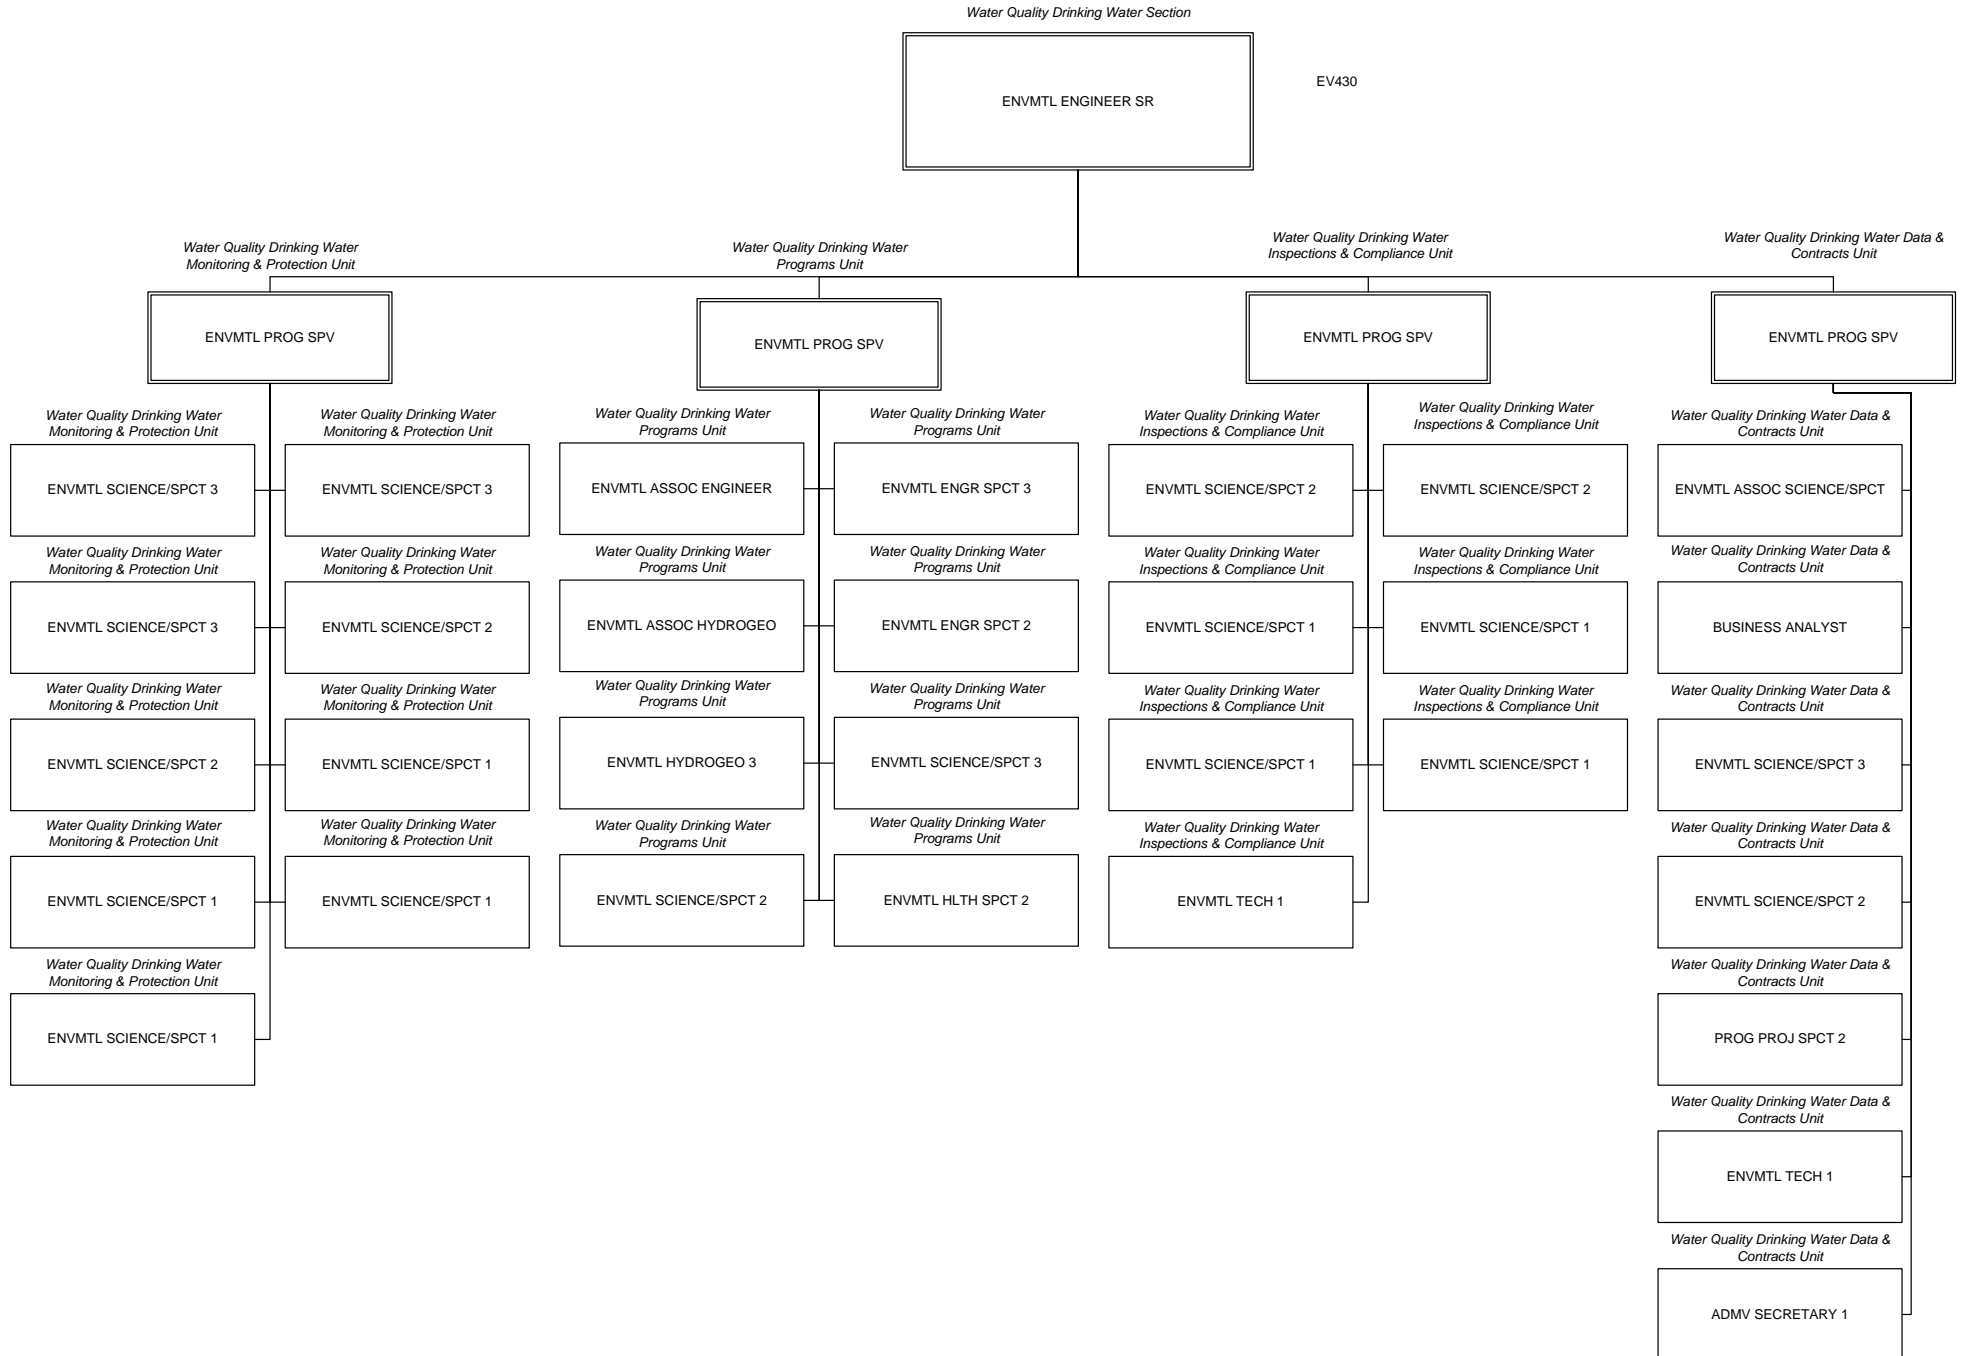 Water Quality Drinking Water Section
ENVMTL ENGINEER SR
EV430
Water Quality Drinking Water
Monitoring & Protection Unit
ENVMTL PROG SPV
Water Quality Drinking Water
Programs Unit
ENVMTL PROG SPV
Water Quality Drinking Water
Inspections & Compliance Unit
ENVMTL PROG SPV
Water Quality Drinking Water Data &
Contracts Unit
ENVMTL PROG SPV
Water Quality Drinking Water
Monitoring & Protection Unit
ENVMTL SCIENCE/SPCT 3
Water Quality Drinking Water
Monitoring & Protection Unit
ENVMTL SCIENCE/SPCT 3
Water Quality Drinking Water
Monitoring & Protection Unit
ENVMTL SCIENCE/SPCT 3
Water Quality Drinking Water
Monitoring & Protection Unit
ENVMTL SCIENCE/SPCT 2
Water Quality Drinking Water
Monitoring & Protection Unit
ENVMTL SCIENCE/SPCT 2
Water Quality Drinking Water
Monitoring & Protection Unit
ENVMTL SCIENCE/SPCT 1
Water Quality Drinking Water
Monitoring & Protection Unit
ENVMTL SCIENCE/SPCT 1
Water Quality Drinking Water
Monitoring & Protection Unit
ENVMTL SCIENCE/SPCT 1
Water Quality Drinking Water
Monitoring & Protection Unit
ENVMTL SCIENCE/SPCT 1
Water Quality Drinking Water
Programs Unit
ENVMTL ASSOC ENGINEER
Water Quality Drinking Water
Programs Unit
ENVMTL ENGR SPCT 3
Water Quality Drinking Water
Programs Unit
ENVMTL ASSOC HYDROGEO
Water Quality Drinking Water
Programs Unit
ENVMTL ENGR SPCT 2
Water Quality Drinking Water
Programs Unit
ENVMTL HYDROGEO 3
Water Quality Drinking Water
Programs Unit
ENVMTL SCIENCE/SPCT 3
Water Quality Drinking Water
Programs Unit
ENVMTL SCIENCE/SPCT 2
Water Quality Drinking Water
Programs Unit
ENVMTL HLTH SPCT 2
Water Quality Drinking Water
Inspections & Compliance Unit
ENVMTL SCIENCE/SPCT 2
Water Quality Drinking Water
Inspections & Compliance Unit
ENVMTL SCIENCE/SPCT 2
Water Quality Drinking Water
Inspections & Compliance Unit
ENVMTL SCIENCE/SPCT 1
Water Quality Drinking Water
Inspections & Compliance Unit
ENVMTL SCIENCE/SPCT 1
Water Quality Drinking Water
Inspections & Compliance Unit
ENVMTL SCIENCE/SPCT 1
Water Quality Drinking Water
Inspections & Compliance Unit
ENVMTL SCIENCE/SPCT 1
Water Quality Drinking Water
Inspections & Compliance Unit
ENVMTL TECH 1
Water Quality Drinking Water Data &
Contracts Unit
ENVMTL ASSOC SCIENCE/SPCT
Water Quality Drinking Water Data &
Contracts Unit
BUSINESS ANALYST
Water Quality Drinking Water Data &
Contracts Unit
ENVMTL SCIENCE/SPCT 3
Water Quality Drinking Water Data &
Contracts Unit
ENVMTL SCIENCE/SPCT 2
Water Quality Drinking Water Data &
Contracts Unit
PROG PROJ SPCT 2
Water Quality Drinking Water Data &
Contracts Unit
ENVMTL TECH 1
Water Quality Drinking Water Data &
Contracts Unit
ADMV SECRETARY 1